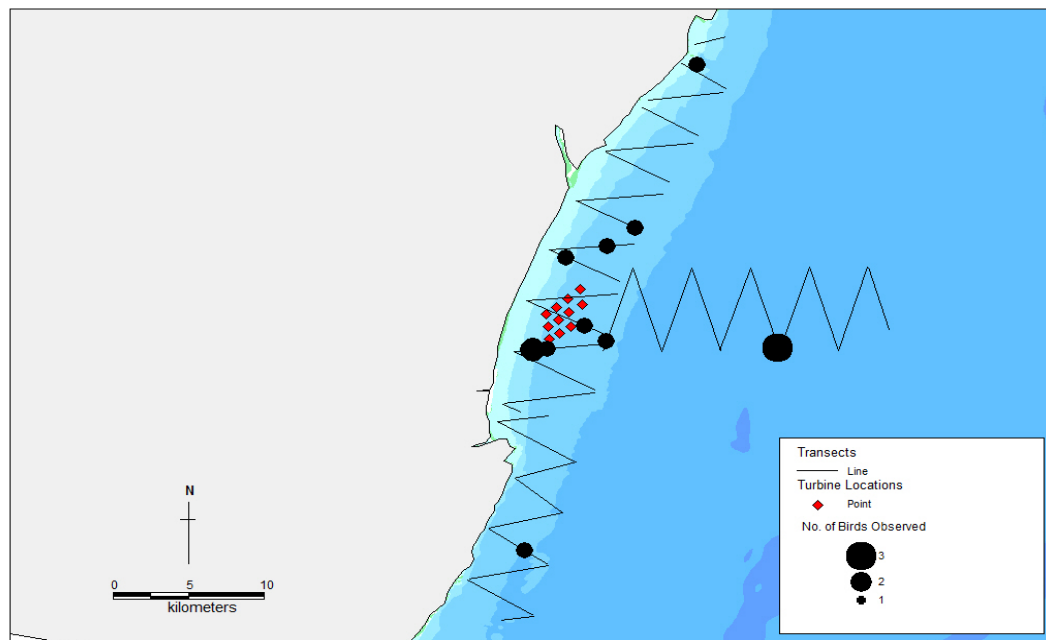 N
0 5 10
kilometers
Transects
Line
Turbine Locations
Point
No. of Birds Observed
3
2
1